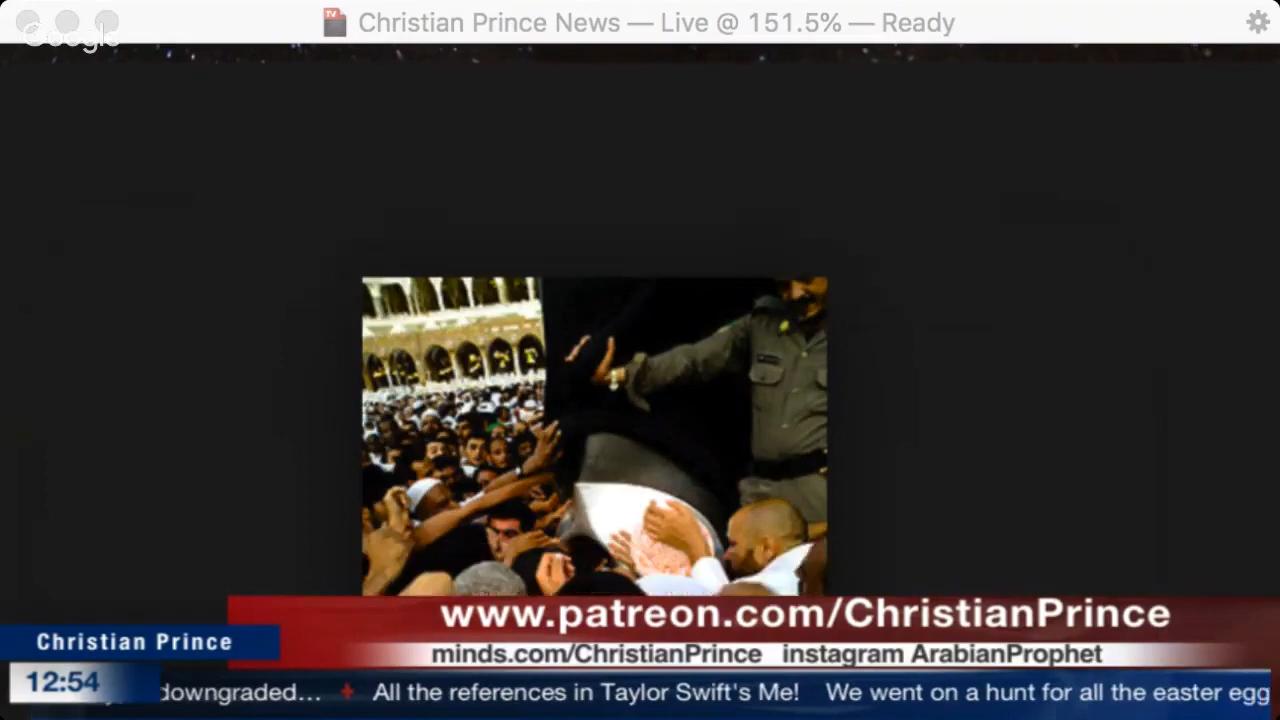 Christian Prince News — Live @ 151.5% — Ready
Google
www.patreon.com/ChristianPrince
Christian Prince
minds.com/ChristianPrince instagram ArabianProphet
12:54
downgraded... + All the references in Taylor Swift's Me! We went on a hunt for all the easter egg